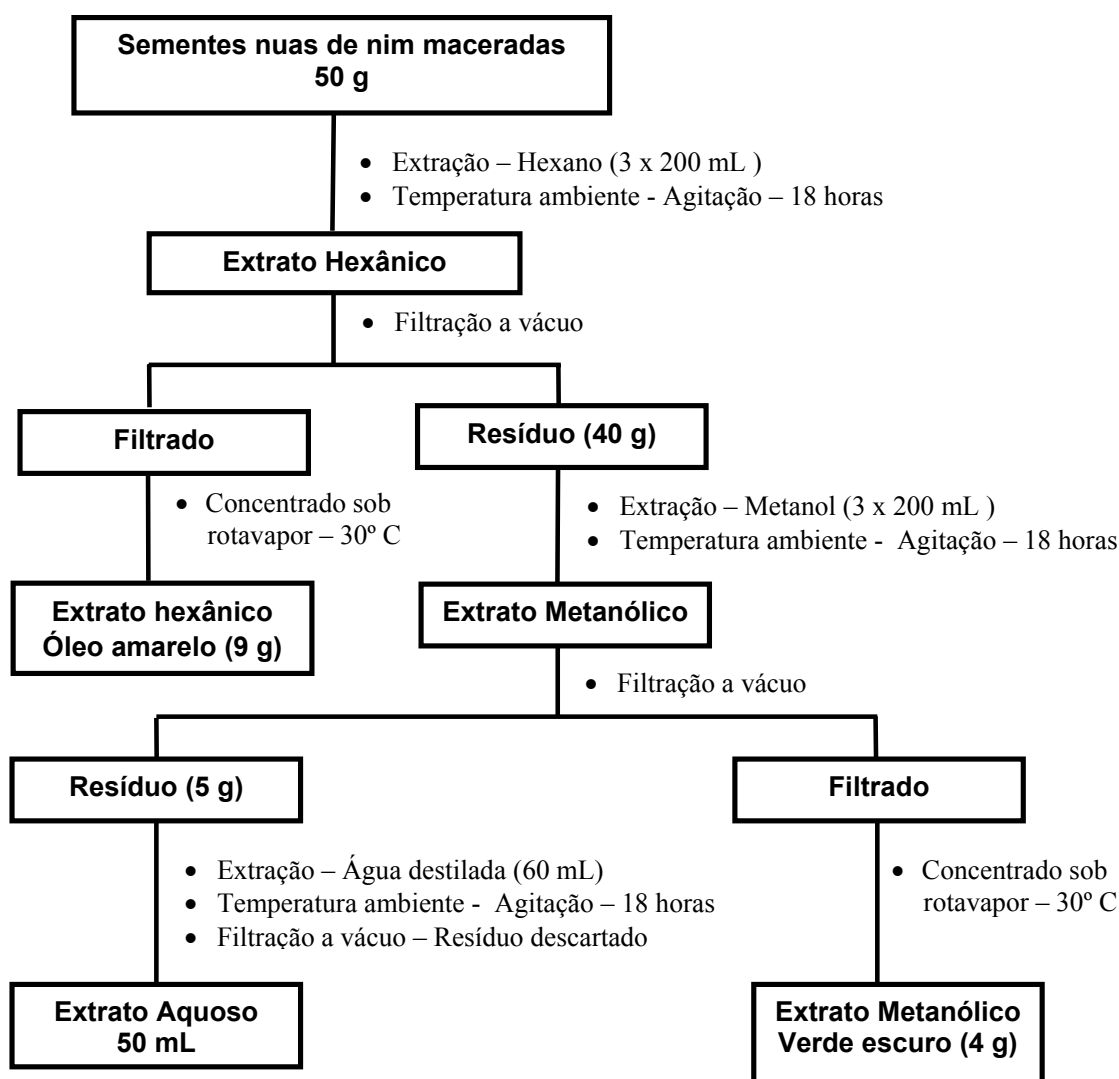 Sementes nuas de nim maceradas
50 g
• Extração – Hexano (3 x 200 mL )
• Temperatura ambiente - Agitação – 18 horas
Extrato Hexânico
• Filtração a vácuo
Filtrado
Resíduo (40 g)
• Concentrado sob
rotavapor – 30º C
• Extração – Metanol (3 x 200 mL )
• Temperatura ambiente - Agitação – 18 horas
Extrato hexânico
Óleo amarelo (9 g)
Extrato Metanólico
• Filtração a vácuo
Resíduo (5 g)
Filtrado
• Extração – Água destilada (60 mL)
• Temperatura ambiente - Agitação – 18 horas
• Filtração a vácuo – Resíduo descartado
• Concentrado sob
rotavapor – 30º C
Extrato Aquoso
50 mL
Extrato Metanólico
Verde escuro (4 g)